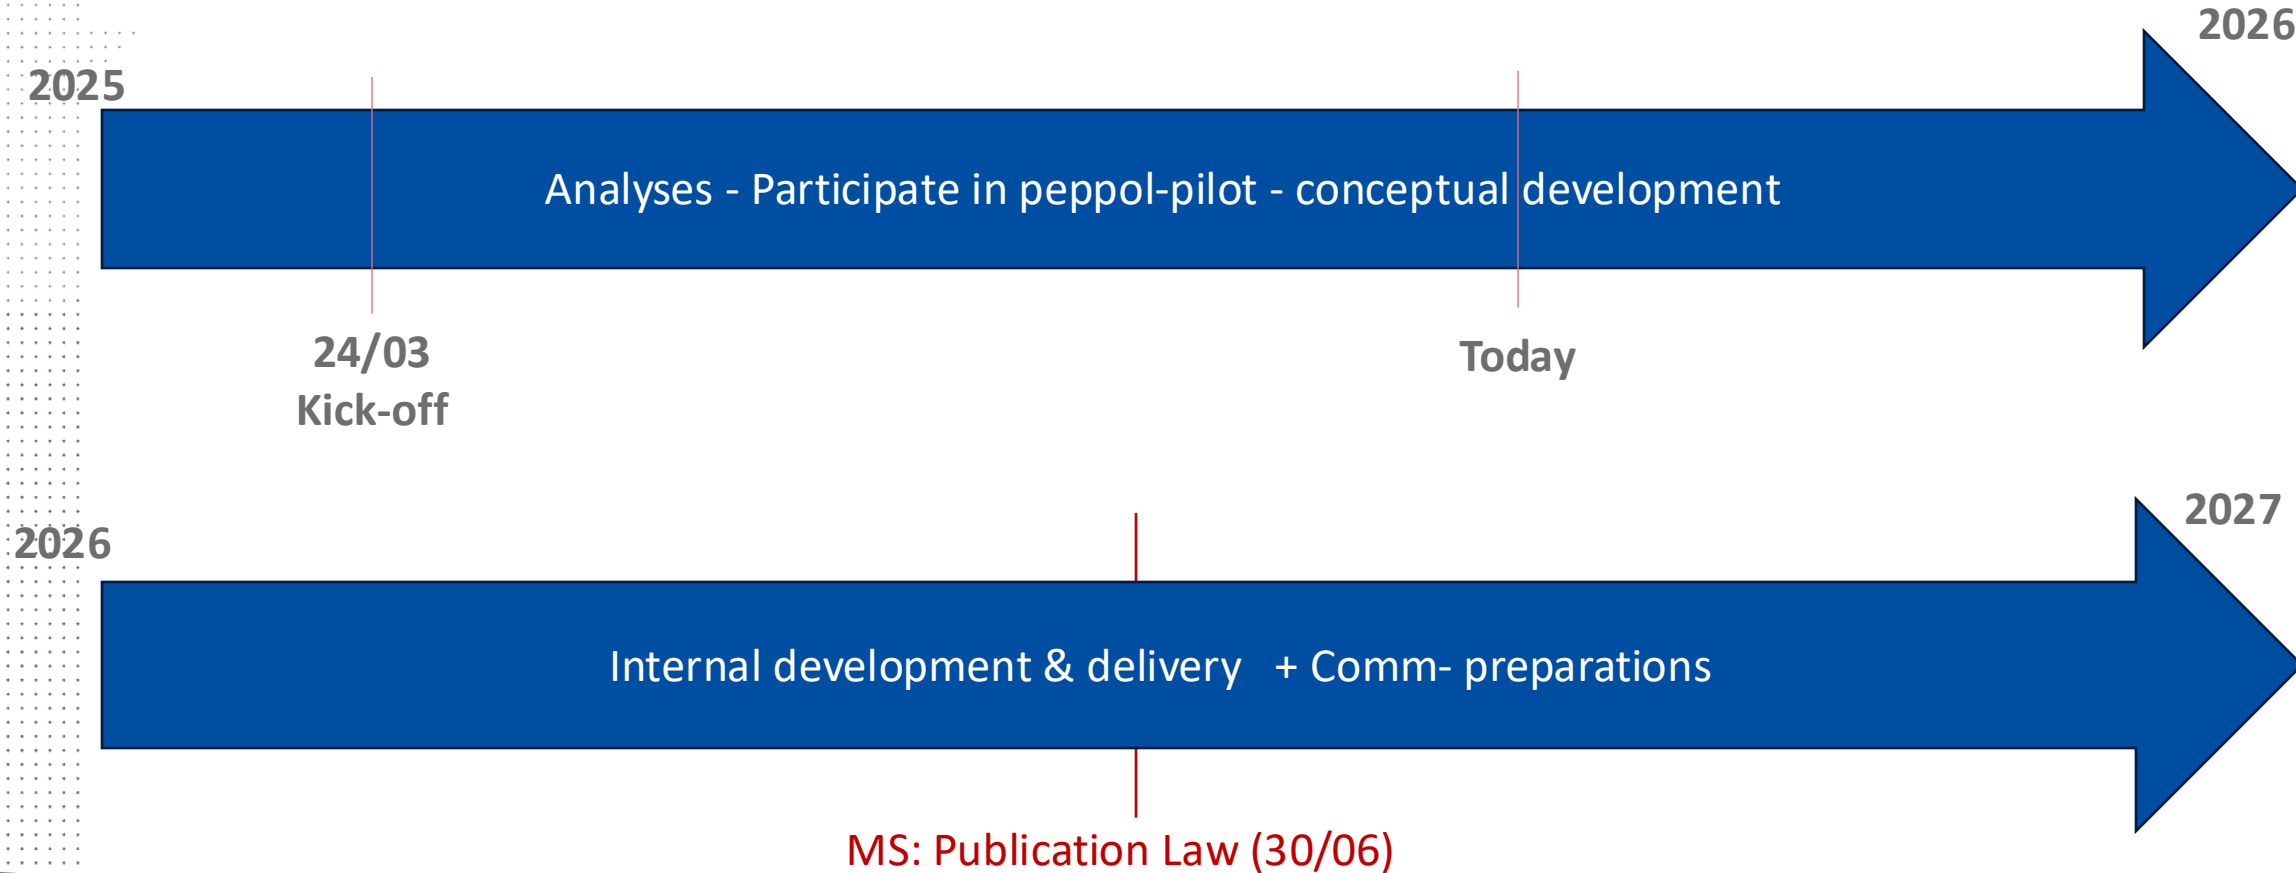 2026
2025
Analyses - Participate in peppol-pilot - conceptual development
24/03
Kick-off
Today
2027
2026
Internal development & delivery + Comm- preparations
MS: Publication Law (30/06)